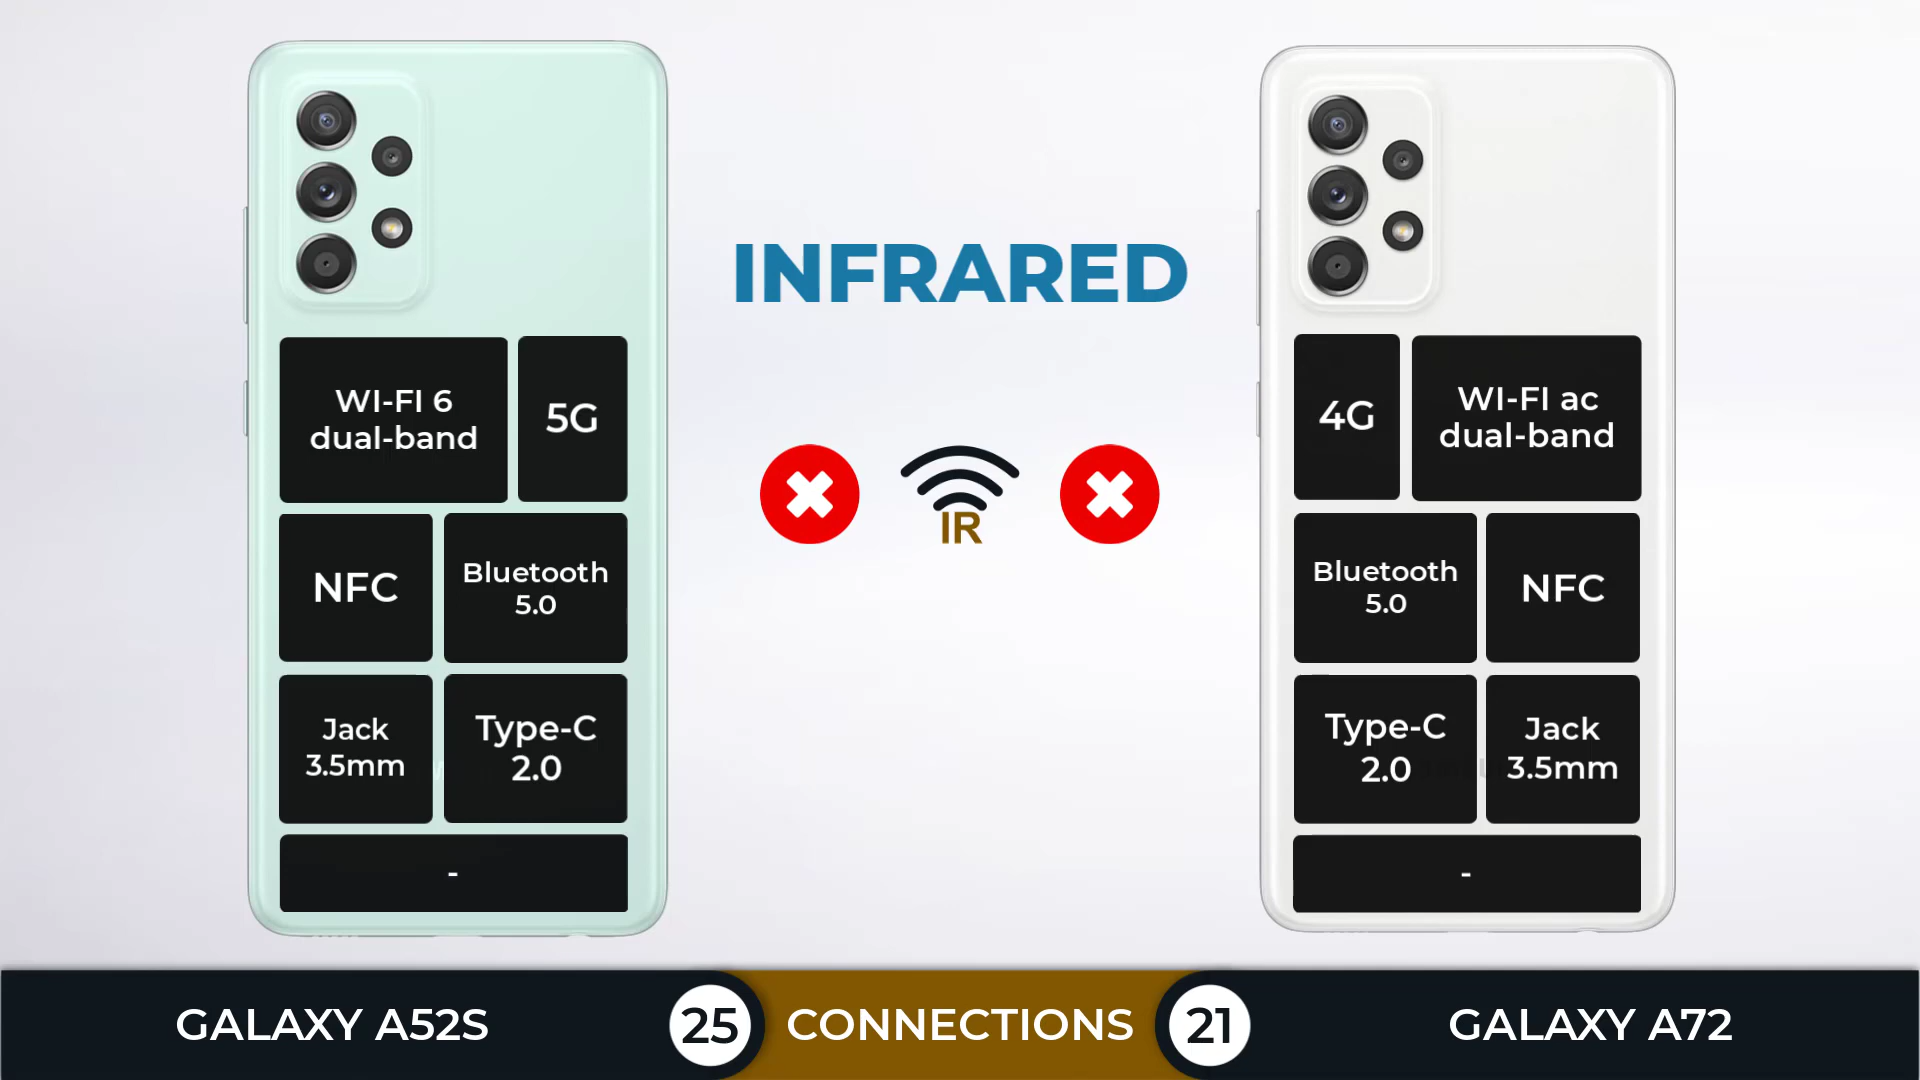 INFRARED
IR
WI-FI 6
dual-band
5G
NFC
Bluetooth
5.0
Jack
3.5mm
Type-C
2.0
-
4G
WI-FI ac
dual-band
Bluetooth
5.0
NFC
Type-C
2.0
Jack
3.5mm
-
GALAXY A52S
25
CONNECTIONS
21
GALAXY A72